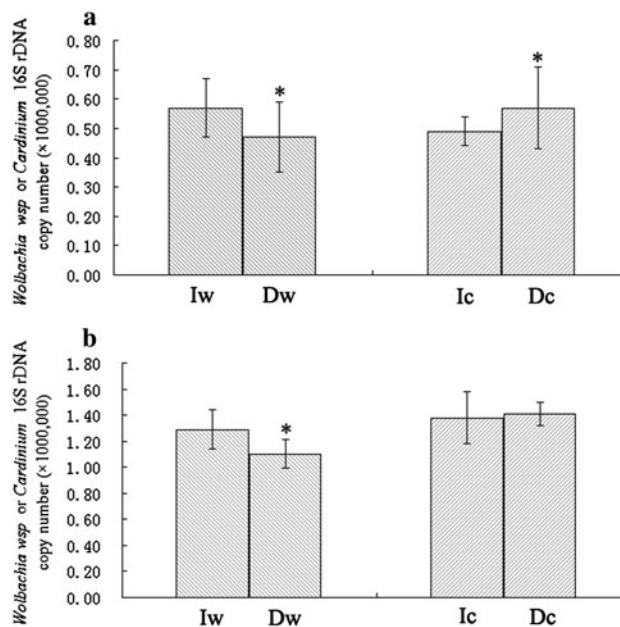 a
Wolbachia wsp or Cardinium 16S rDNA
copy number (×1000,000)
0.80
0.70
0.60
0.50
0.40
0.30
0.20
0.10
0.00
*
*
Iw Dw Ic Dc
b
Wolbachia wsp or Cardinium 16S rDNA
copy number (×1000,000)
1.80
1.60
1.40
1.20
1.00
0.80
0.60
0.40
0.20
0.00
*
Iw Dw Ic Dc